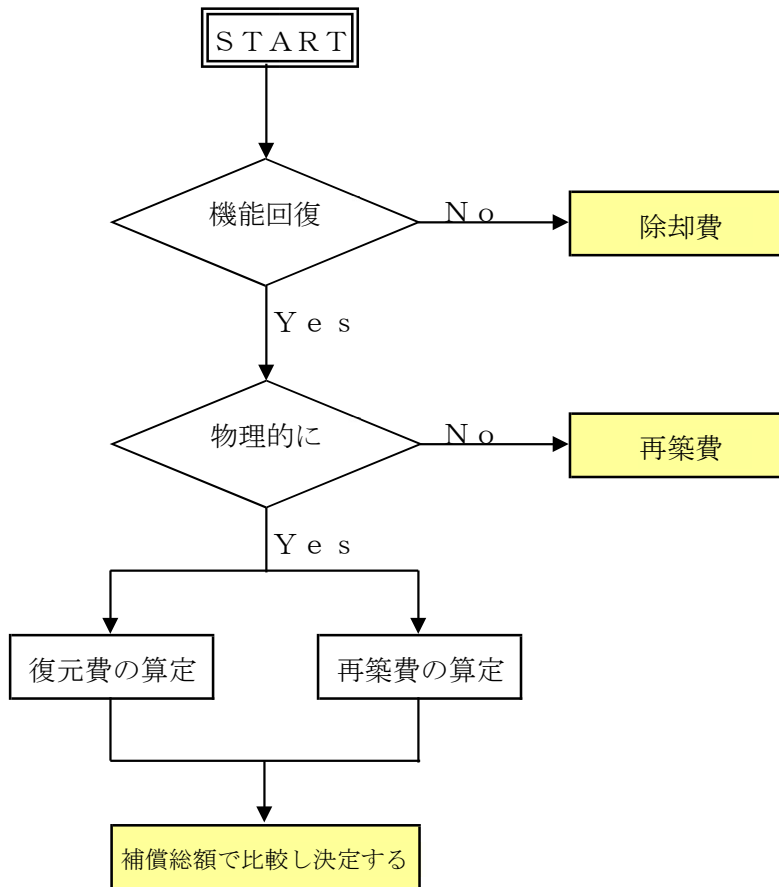 ＳＴＡＲＴ
機能回復
Ｎｏ
除却費
Ｙｅｓ
物理的に
Ｎｏ
再築費
Ｙｅｓ
復元費の算定
再築費の算定
補償総額で比較し決定する